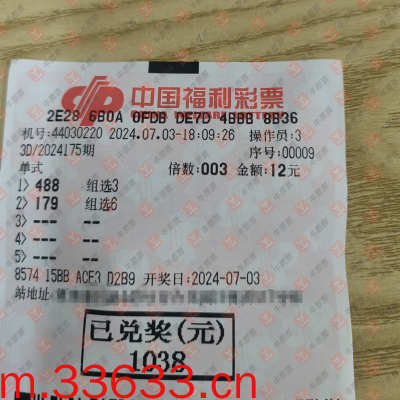 中国福利彩票
2E28 6B0A 0FDB DE7D 4BBB 8B36
机号:44030220 2024.07.03-18:09:26 操作员:3
3D/2024175期 序号:00009
单式 倍数:003 金额:12元
1> 488 组选3
2> 179 组选6
3> --- --
4> --- --
5> --- --
8574 15BB ACE3 D2B9 开奖日:2024-07-03
站地址:
已兑奖(元)
1038
m.33633.cn